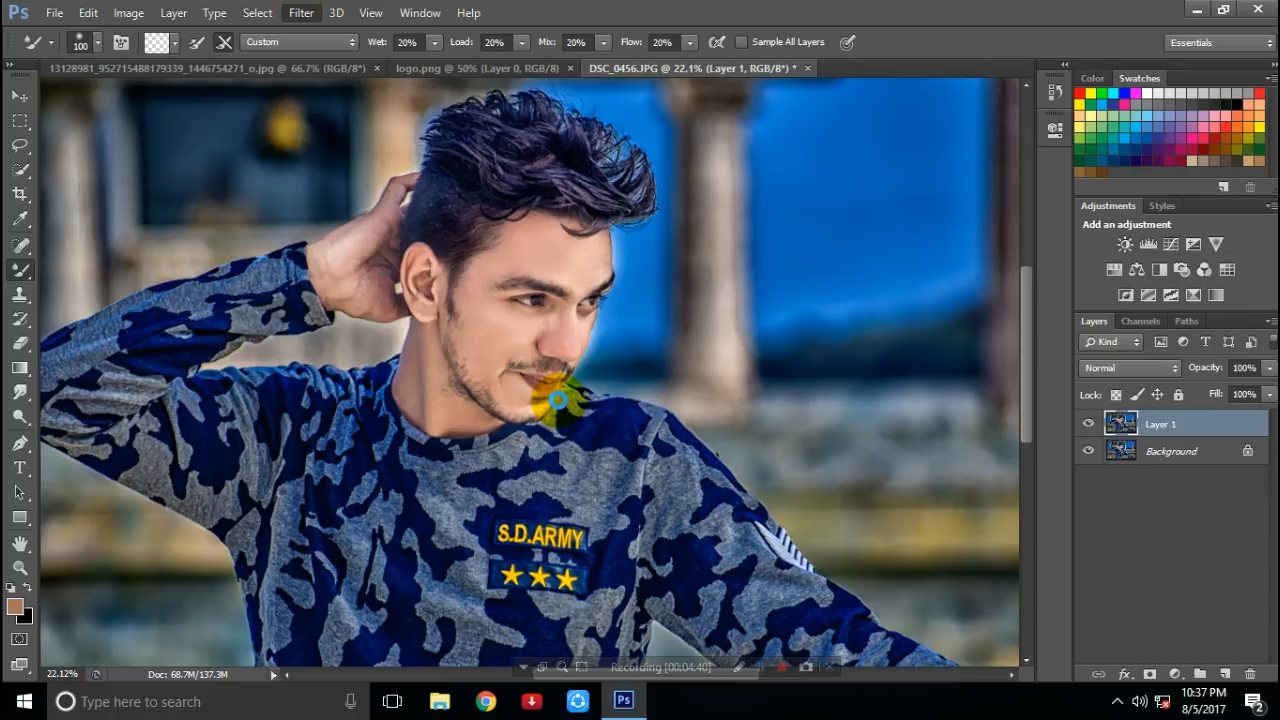 Ps File Edit Image Layer Type Select Filter 3D View Window Help
100 Custom Wet: 20% Load: 20% Mix: 20% Flow: 20% Sample All Layers Essentials
13128981_952715488179339_1446754271_o.jpg @ 66.7% (RGB/8*) × logo.png @ 50% (Layer 0, RGB/8) × DSC_0456.JPG @ 22.1% (Layer 1, RGB/8*) * ×
Color Swatches
Adjustments Styles
Add an adjustment
Layers Channels Paths
Kind
Normal Opacity: 100%
Lock: Fill: 100%
Layer 1
Background
S.D.ARMY
Recording [00:04:40]
22.12% Doc: 68.7M/137.3M
Type here to search
Ps
10:37 PM
8/5/2017
2